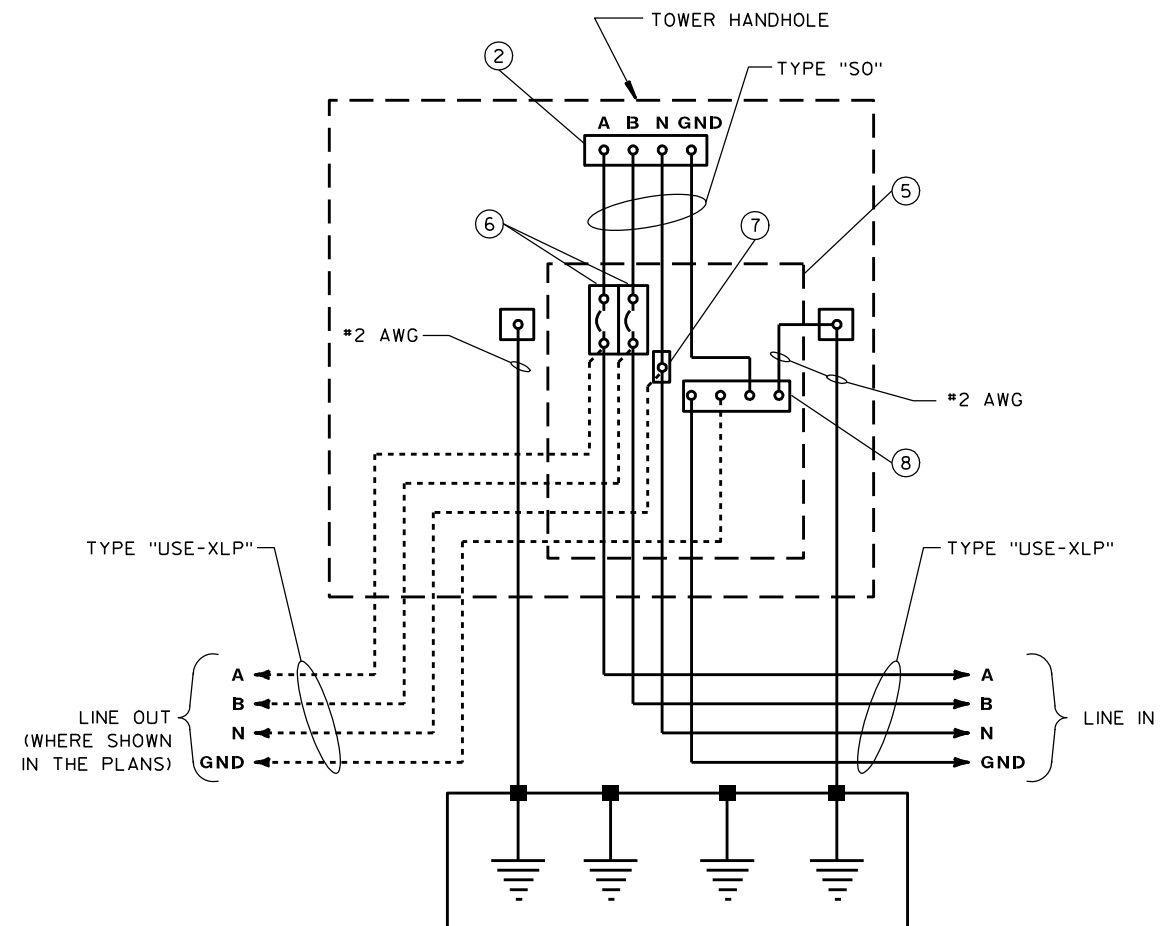 TOWER HANDHOLE
2
TYPE "SO"
A B N GND
5
6
7
#2 AWG
#2 AWG
8
TYPE "USE-XLP"
TYPE "USE-XLP"
A
B
N
GND
LINE OUT
(WHERE SHOWN
IN THE PLANS)
A
B
N
GND
LINE IN